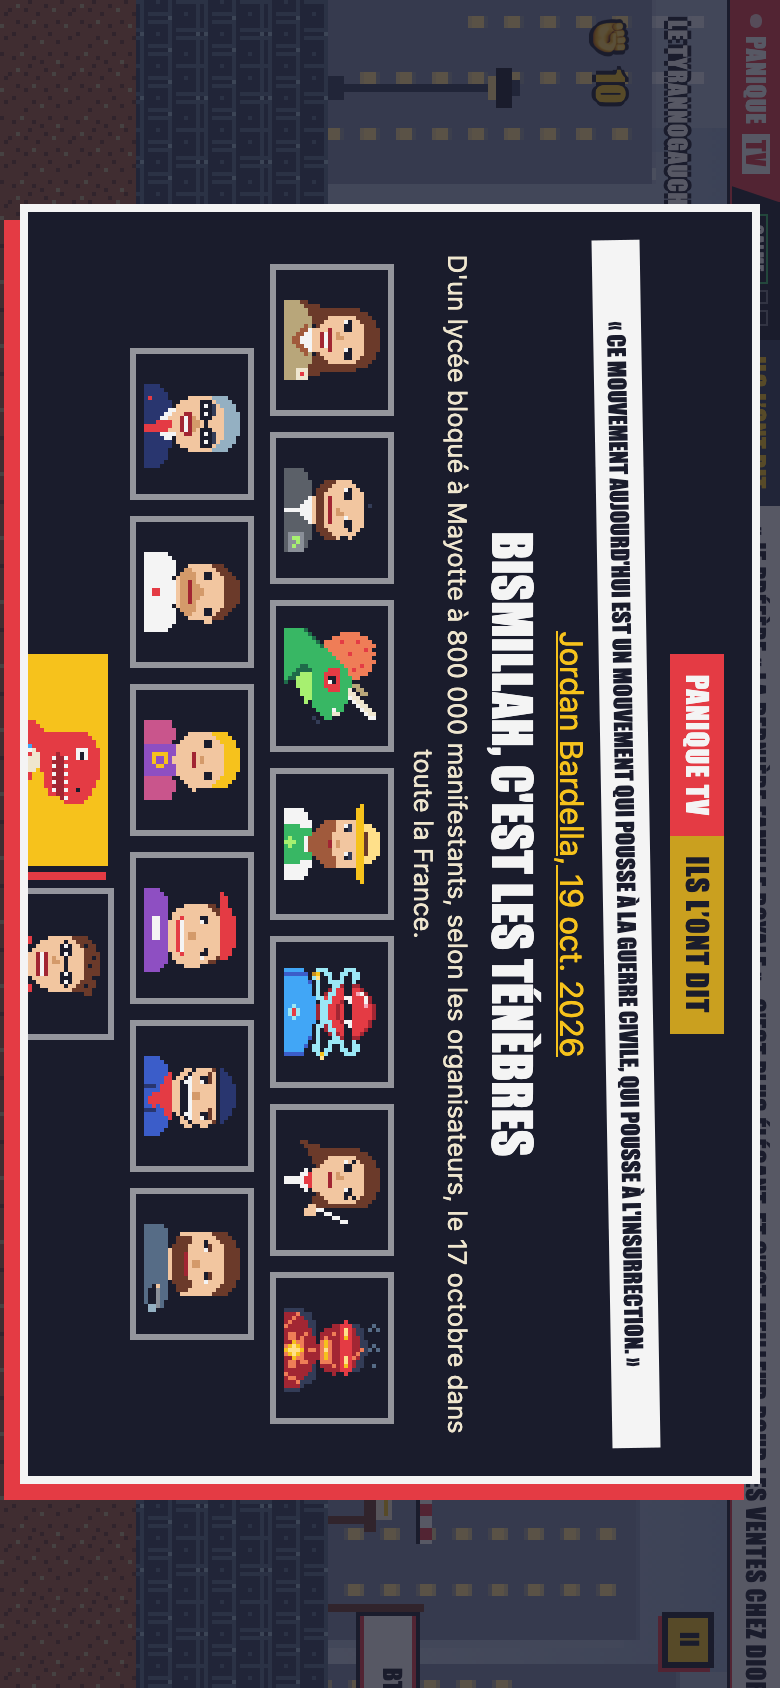 PANIQUE TV
LETYRANNOGAUCH
10
PANIQUE TV
ILS L'ONT DIT
« CE MOUVEMENT AUJOURD'HUI EST UN MOUVEMENT QUI POUSSE À LA GUERRE CIVILE, QUI POUSSE À L'INSURRECTION. »
Jordan Bardella, 19 oct. 2026
BISMILLAH, C'EST LES TÉNÈBRES
D'un lycée bloqué à Mayotte à 800 000 manifestants, selon les organisateurs, le 17 octobre dans
toute la France.
S VENTES CHEZ DIO